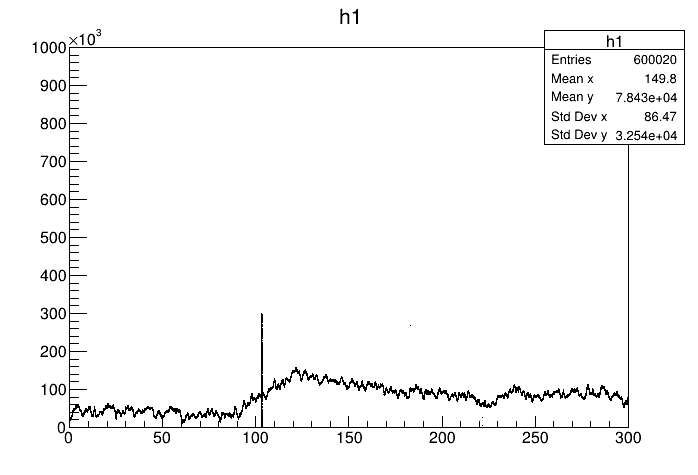 h1
×10³
h1
Entries 600020
Mean x 149.8
Mean y 7.843e+04
Std Dev x 86.47
Std Dev y 3.254e+04
1000
900
800
700
600
500
400
300
200
100
0
0 50 100 150 200 250 300